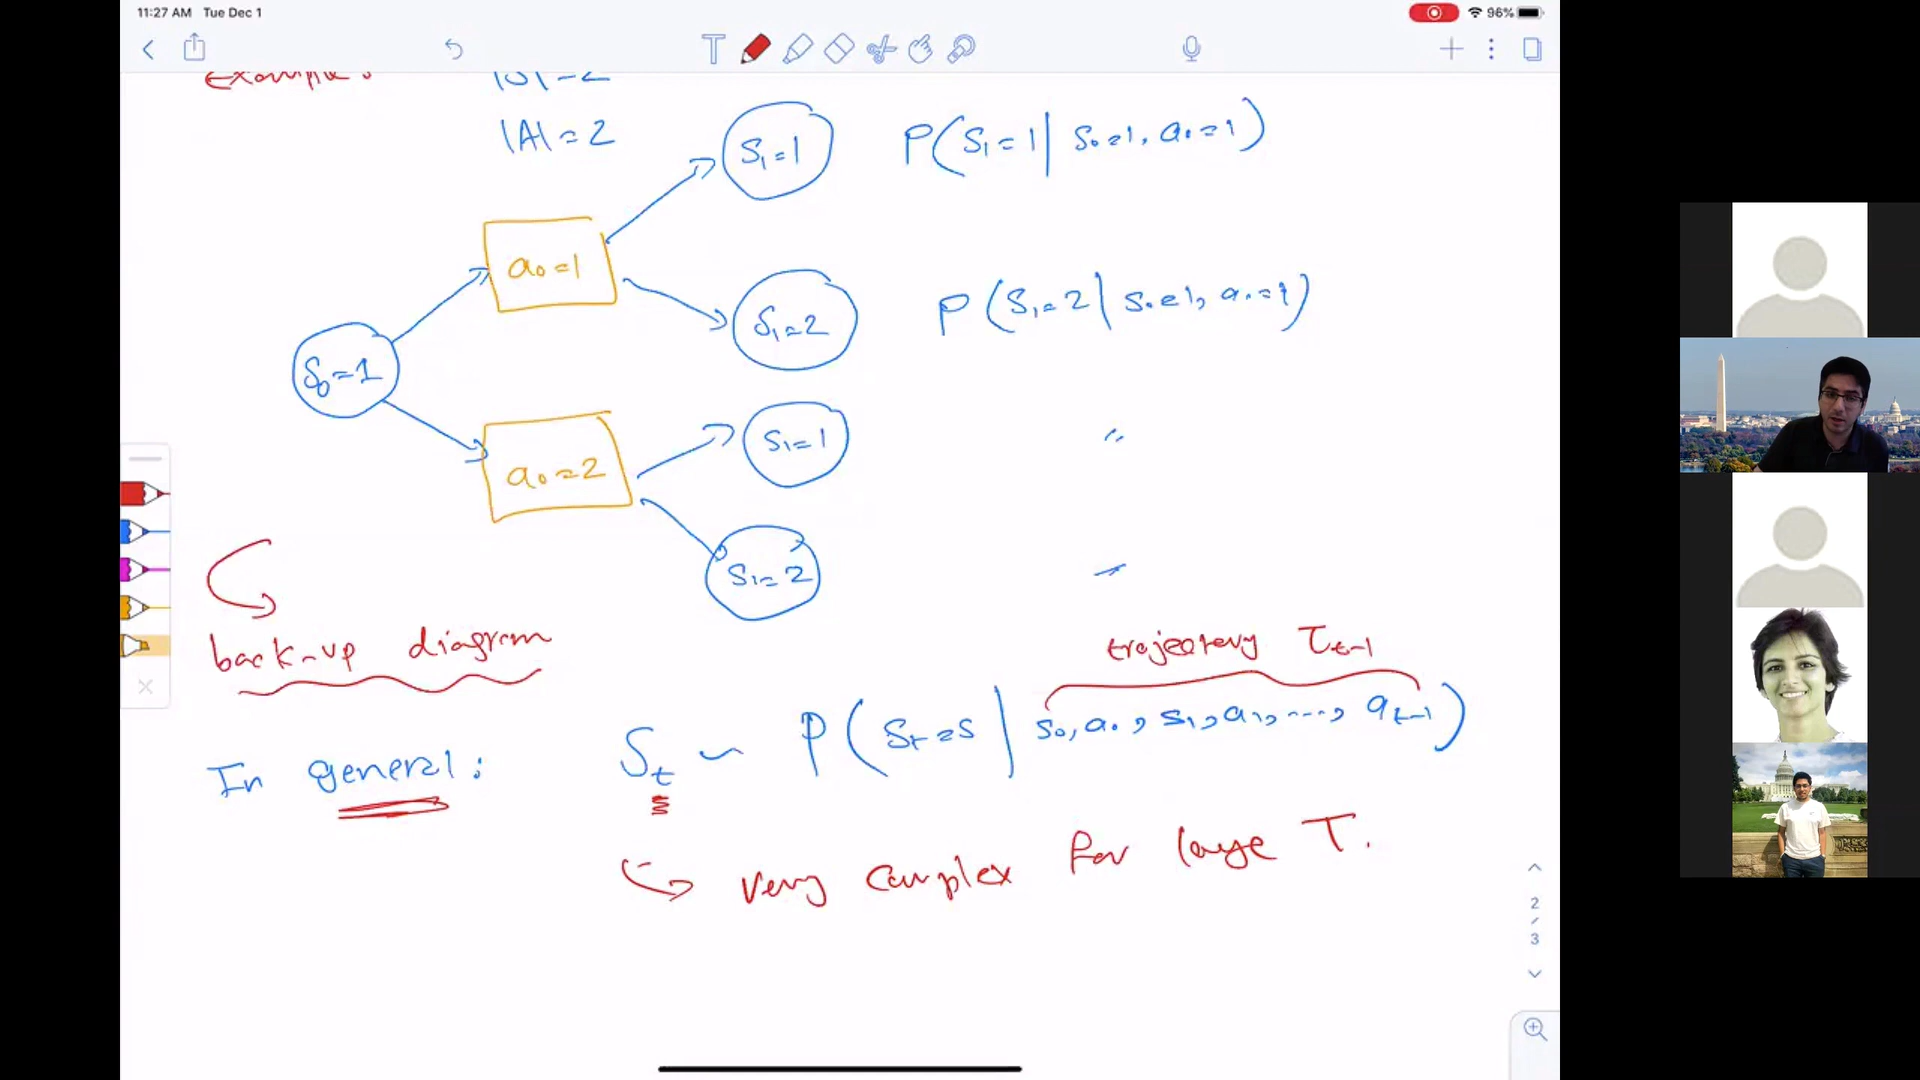 11:27 AM Tue Dec 1
96%
Example:
|S| = 2
|A| = 2
S₁=1
P(S₁=1 | S₀=1, a₀=1)
a₀=1
S₁=2
P(S₁=2 | S₀=1, a₀=1)
S₀=1
S₁=1
"
a₀=2
S₁=2
back-up diagram
trajectory τₜ₋₁
In general:
Sₜ ~ P(Sₜ=s | s₀, a₀, s₁, a₁, ..., aₜ₋₁)
very complex for large T.
2
/
3